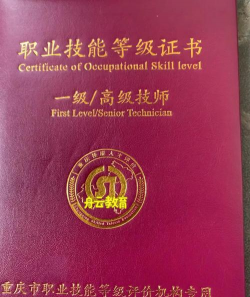 职业技能等级证书
Certificate of Occupational Skill level
一级/高级技师
First Level/Senior Technician
舟云教育
重庆市职业技能等级评价机构专用